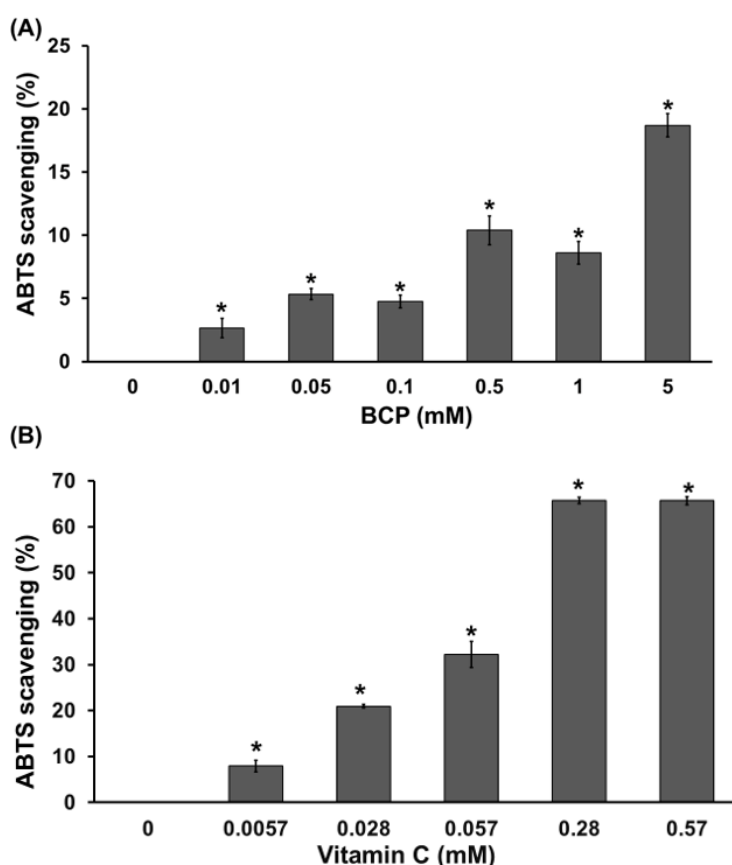 (A)
25
20
15
10
5
0
ABTS scavenging (%)
* * * * * *
0 0.01 0.05 0.1 0.5 1 5
BCP (mM)
(B)
70
60
50
40
30
20
10
0
ABTS scavenging (%)
* * * * *
0 0.0057 0.028 0.057 0.28 0.57
Vitamin C (mM)